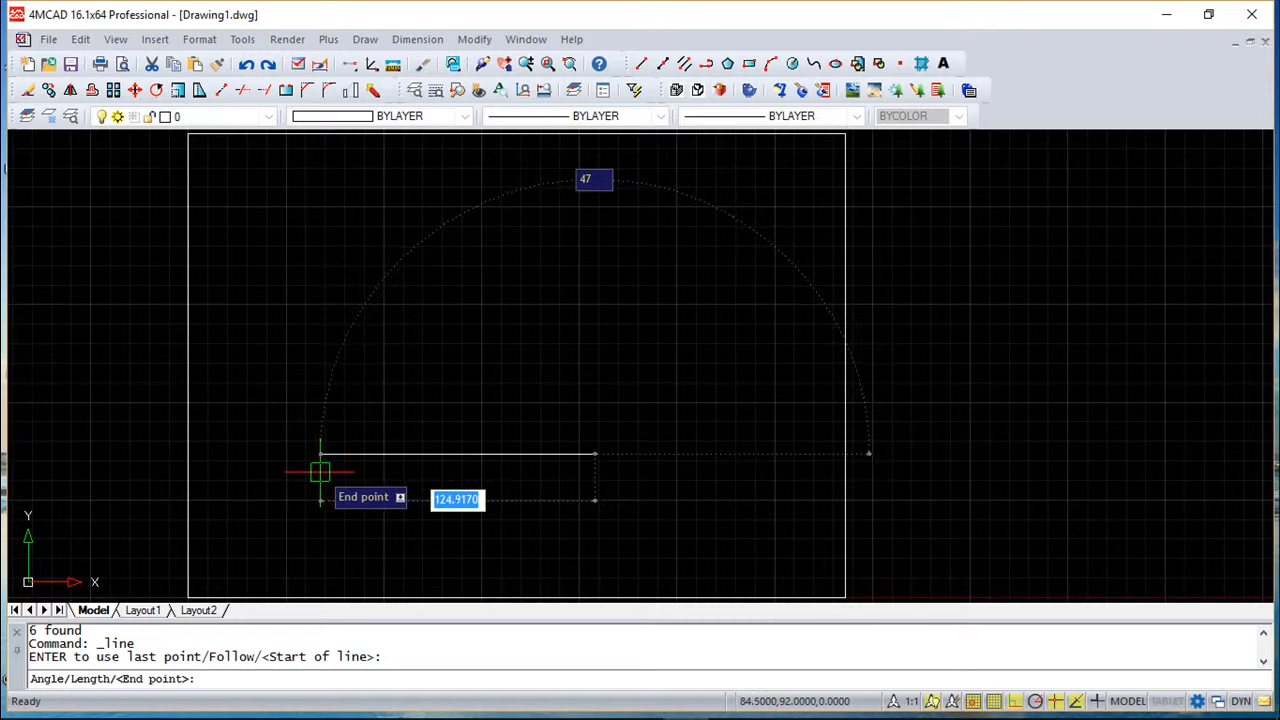 4MCAD 16.1x64 Professional - [Drawing1.dwg]
File Edit View Insert Format Tools Render Plus Draw Dimension Modify Window Help
0 BYLAYER BYLAYER BYLAYER BYCOLOR
47
End point 124.9170
Y
X
Model Layout1 Layout2
6 found
Command: _line
ENTER to use last point/Follow/<Start of line>:
Angle/Length/<End point>:
Ready 84.5000,92.0000,0.0000 1:1 MODEL TABLET DYN